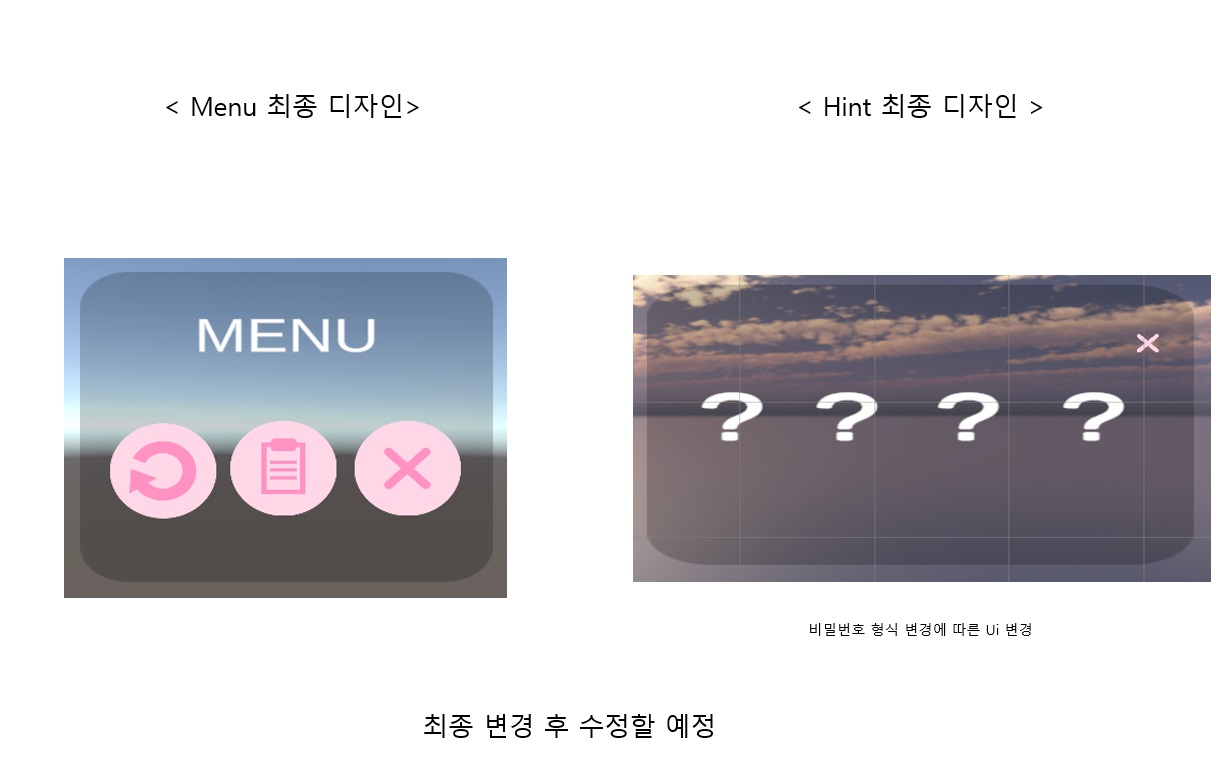 < Menu 최종 디자인>
< Hint 최종 디자인 >
MENU
? ? ? ?
비밀번호 형식 변경에 따른 Ui 변경
최종 변경 후 수정할 예정